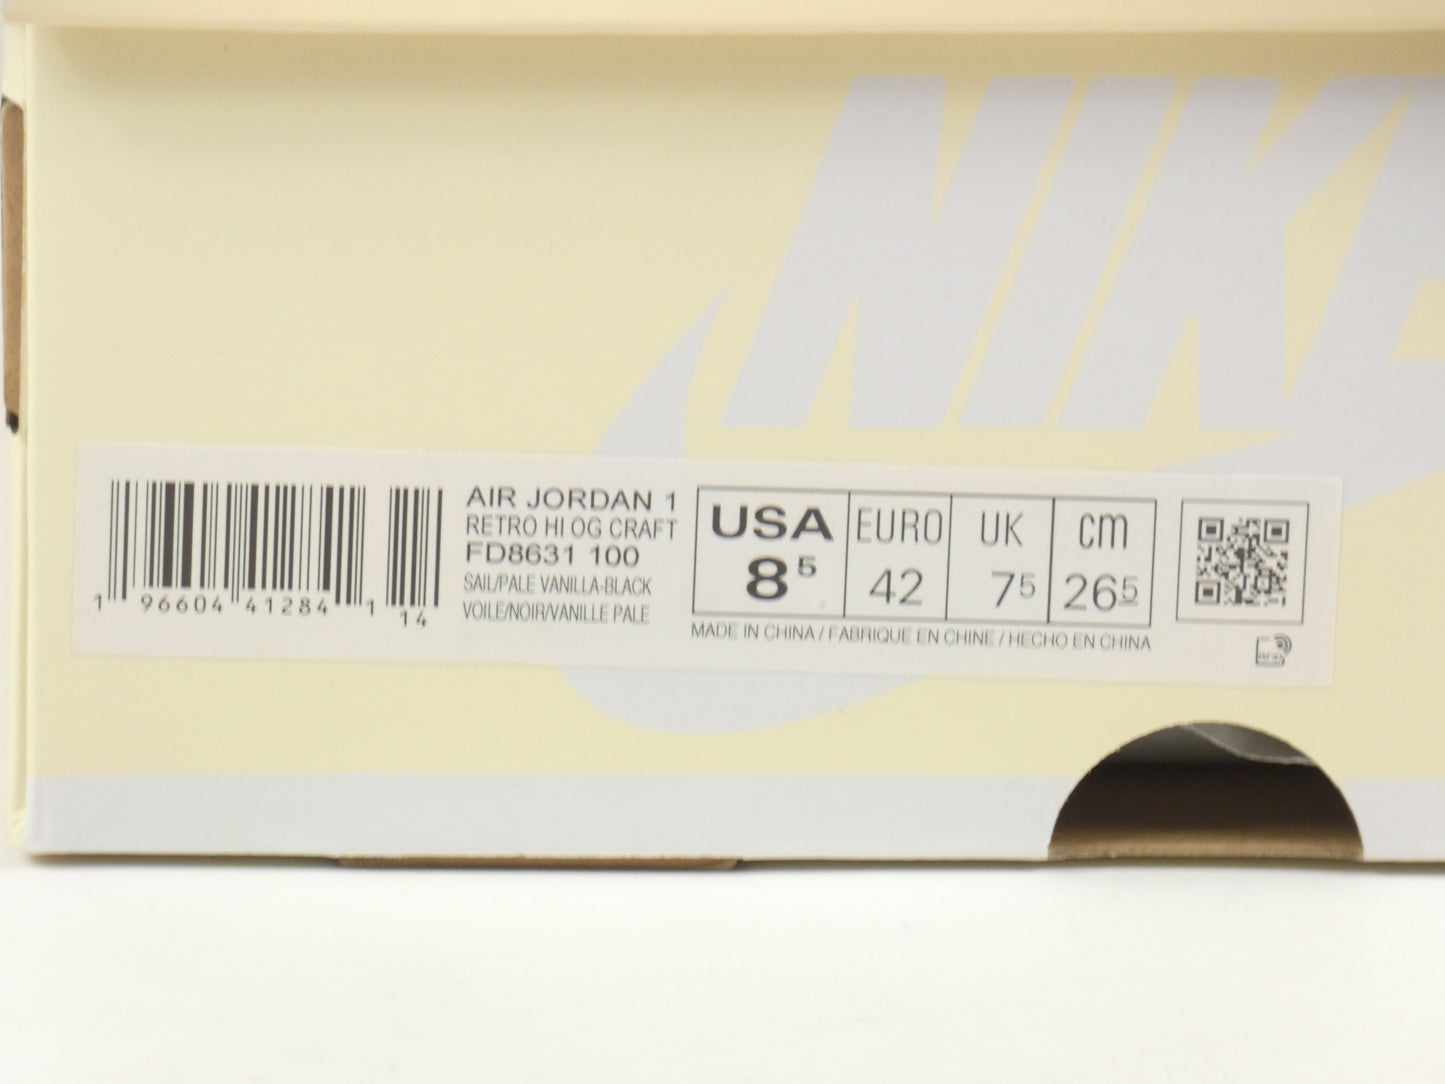 NIKE
AIR JORDAN 1
RETRO HI OG CRAFT
FD8631 100
SAIL/PALE VANILLA-BLACK
VOILE/NOIR/VANILLE PALE
1 96604 41284 1 14
USA EURO UK cm
8 5 42 7 5 26 5
MADE IN CHINA / FABRIQUE EN CHINE / HECHO EN CHINA